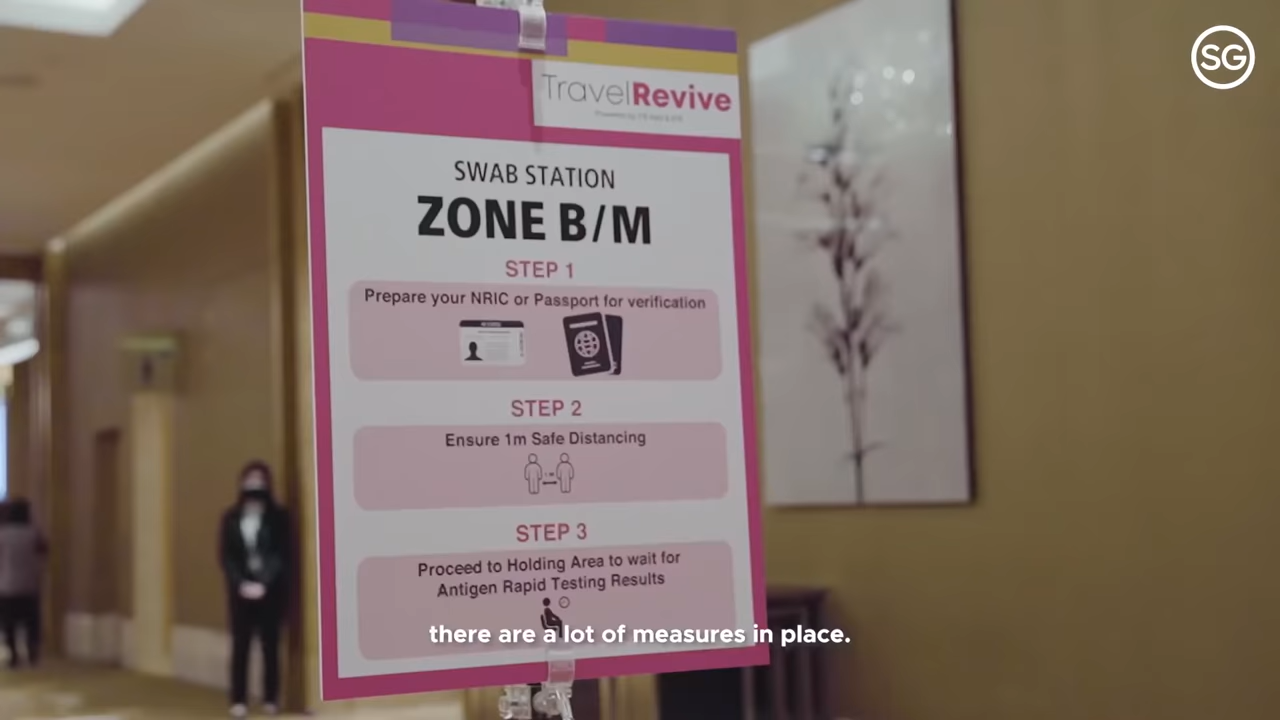 SG
TravelRevive
SWAB STATION
ZONE B/M
STEP 1
Prepare your NRIC or Passport for verification
STEP 2
Ensure 1m Safe Distancing
STEP 3
Proceed to Holding Area to wait for
Antigen Rapid Testing Results
there are a lot of measures in place.